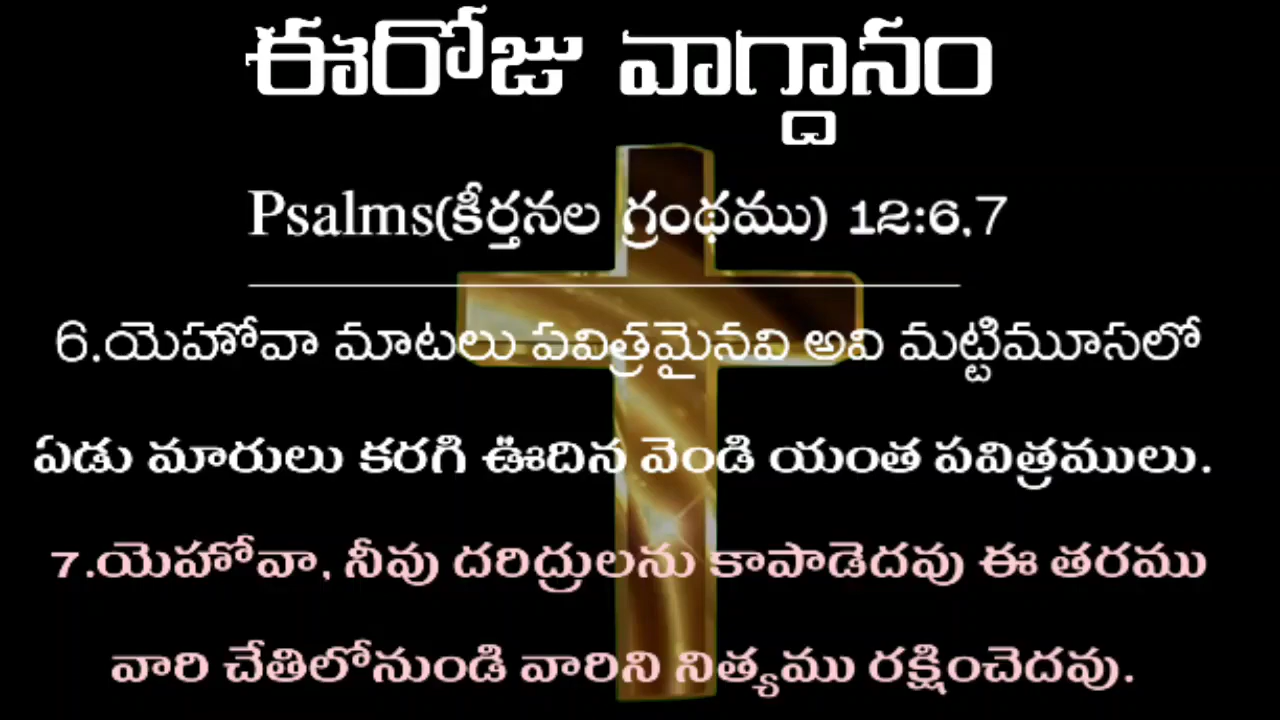 ఈరోజు వాగ్దానం
Psalms(కీర్తనల గ్రంథము) 12:6,7
6.యెహోవా మాటలు పవిత్రమైనవి అవి మట్టిమూసలో
ఏడు మారులు కరగి ఊదిన వెండి యంత పవిత్రములు.
7.యెహోవా, నీవు దరిద్రులను కాపాడెదవు ఈ తరము
వారి చేతిలోనుండి వారిని నిత్యము రక్షించెదవు.